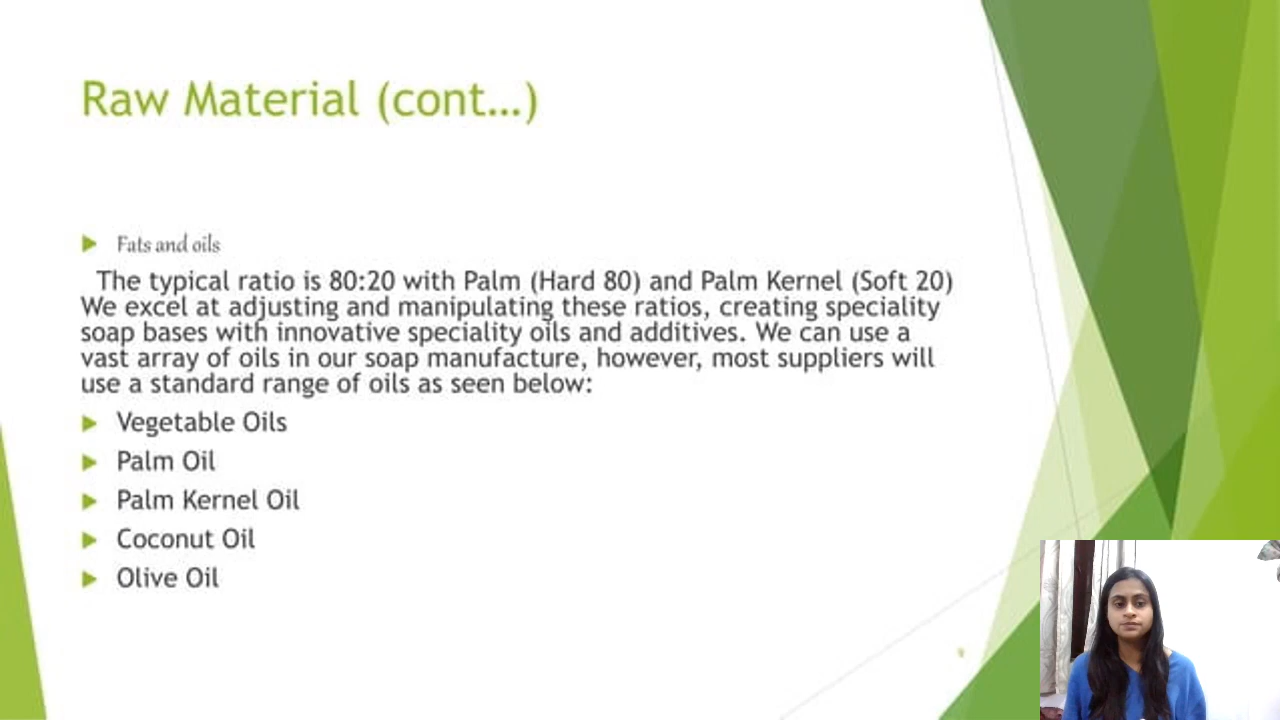 Raw Material (cont…)
Fats and oils
The typical ratio is 80:20 with Palm (Hard 80) and Palm Kernel (Soft 20)
We excel at adjusting and manipulating these ratios, creating speciality
soap bases with innovative speciality oils and additives. We can use a
vast array of oils in our soap manufacture, however, most suppliers will
use a standard range of oils as seen below:
Vegetable Oils
Palm Oil
Palm Kernel Oil
Coconut Oil
Olive Oil